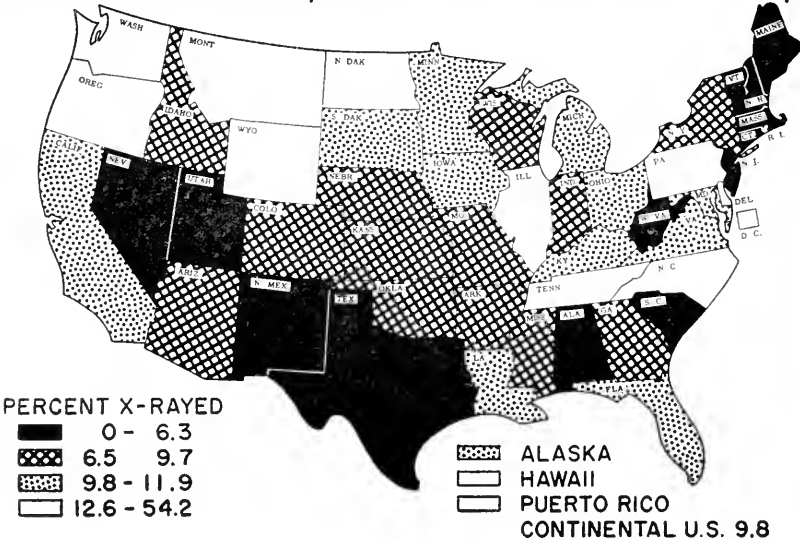 WASH
MONT
N DAK
MINN
MAINE
OREG
IDAHO
S. DAK
WIS
MICH
VT
N H
MASS
CT
R I.
N. Y.
WYO
IOWA
PA
N. J.
CALIF
NEV
UTAH
NEBR
ILL
IND
OHIO
MD
DEL
D C.
COLO
KASS
MO
W VA
VA
KY
N C
TENN
ARIZ
N MEX
OKLA
ARK
S. C.
TEX
MISS
ALA
GA
LA
FLA
PERCENT X-RAYED
0 - 6.3
6.5 9.7
9.8 - 11.9
12.6 - 54.2
ALASKA
HAWAII
PUERTO RICO
CONTINENTAL U.S. 9.8